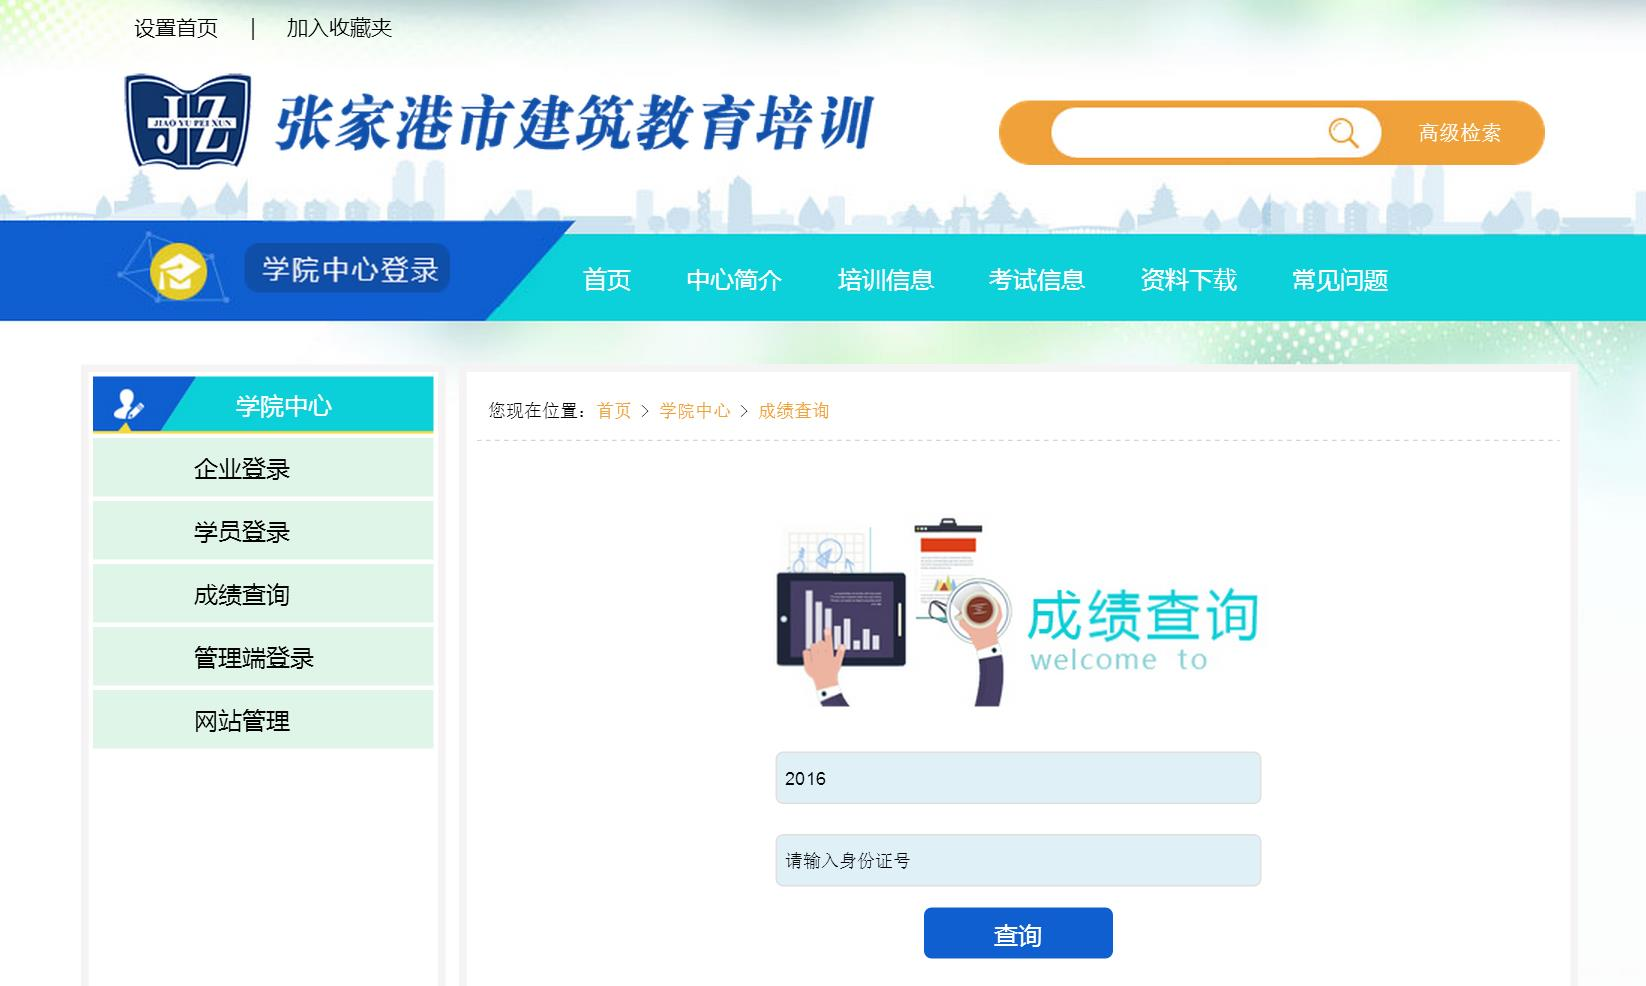 设置首页 | 加入收藏夹
JZ
JIAO YU PEI XUN
张家港市建筑教育培训
高级检索
学院中心登录
首页 中心简介 培训信息 考试信息 资料下载 常见问题
学院中心
企业登录
学员登录
成绩查询
管理端登录
网站管理
您现在位置：首页 > 学院中心 > 成绩查询
成绩查询
welcome to
2016
请输入身份证号
查询